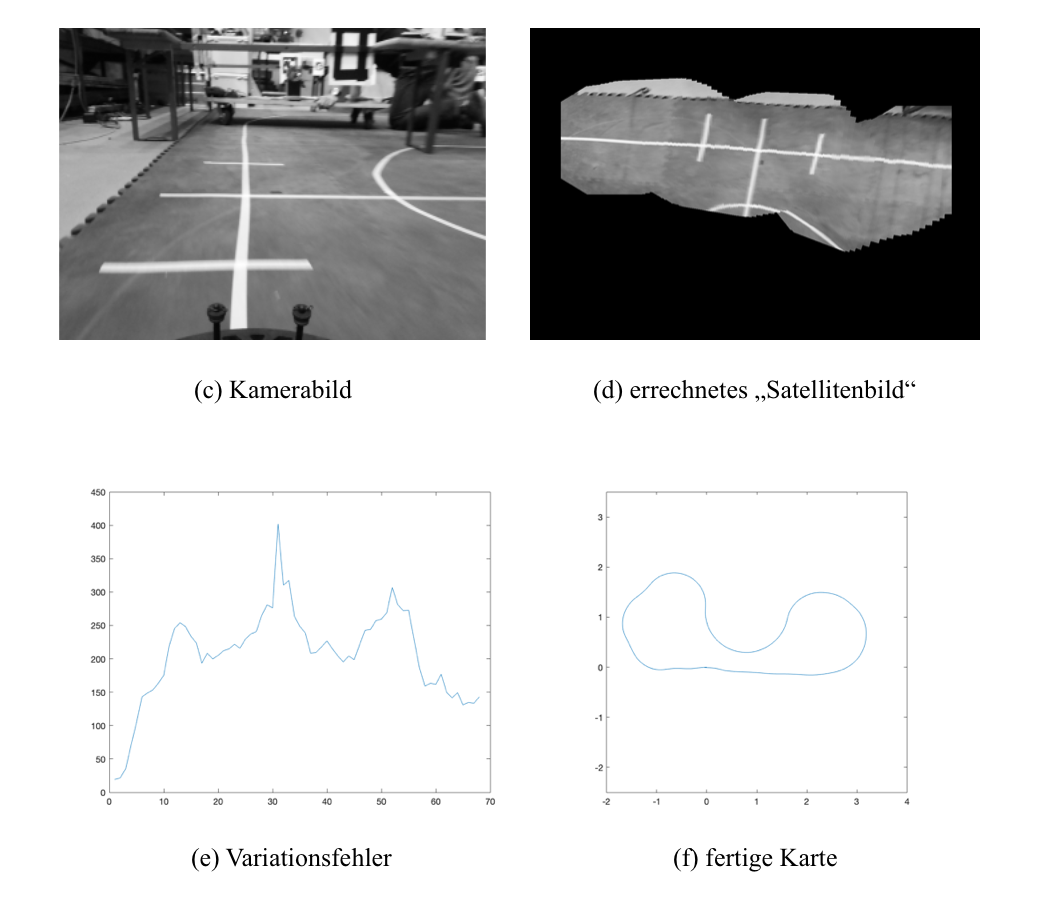 (c) Kamerabild
(d) errechnetes „Satellitenbild“
450
400
350
300
250
200
150
100
50
0
0 10 20 30 40 50 60 70
(e) Variationsfehler
3
2
1
0
-1
-2
-2 -1 0 1 2 3 4
(f) fertige Karte